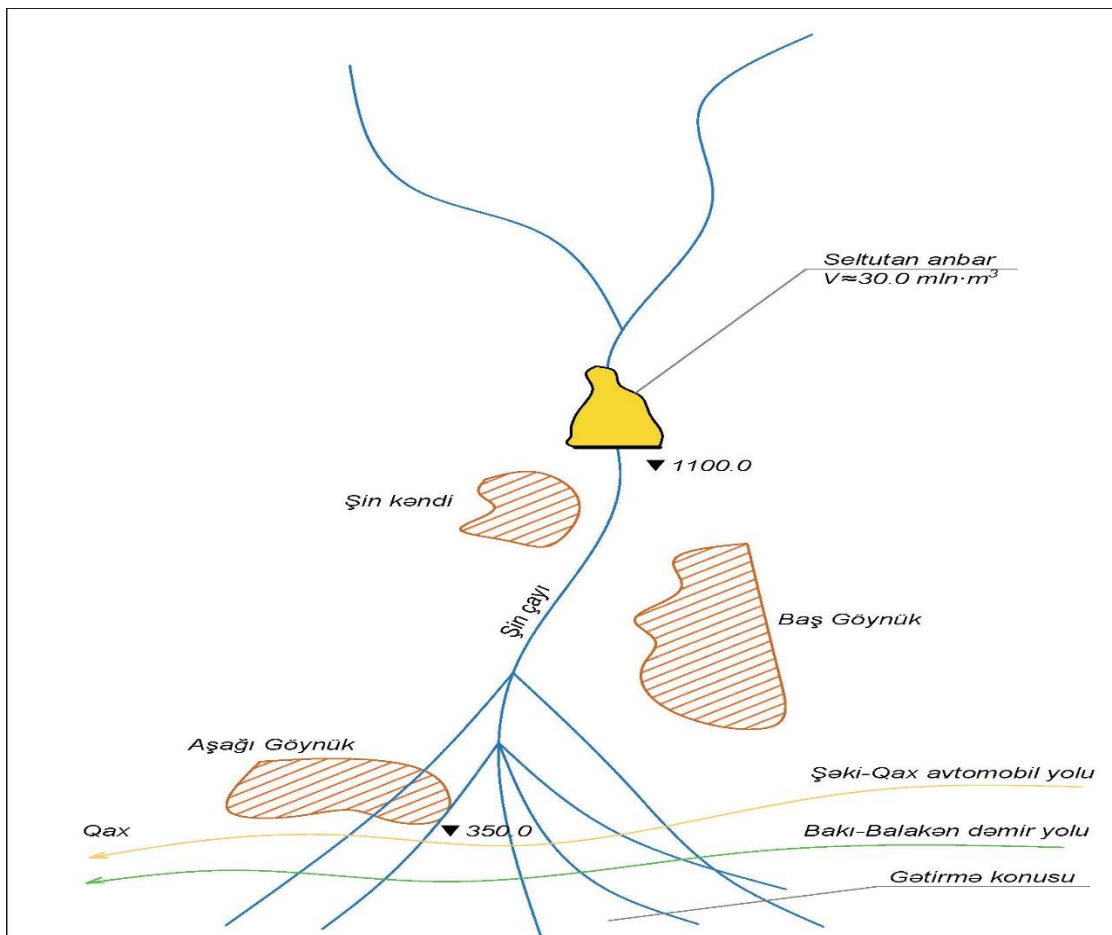 Seltutan anbar
V≈30.0 mln·m³
▼ 1100.0
Şin kəndi
Şin çayı
Baş Göynük
Aşağı Göynük
Şəki-Qax avtomobil yolu
Qax
▼ 350.0
Bakı-Balakən dəmir yolu
Gətirmə konusu